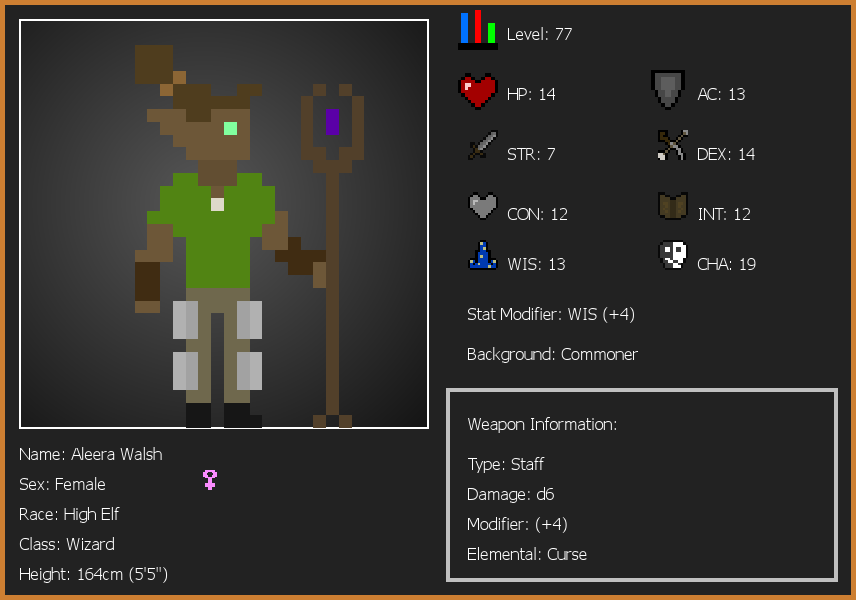 Level: 77
HP: 14
AC: 13
STR: 7
DEX: 14
CON: 12
INT: 12
WIS: 13
CHA: 19
Stat Modifier: WIS (+4)
Background: Commoner
Weapon Information:
Type: Staff
Damage: d6
Modifier: (+4)
Elemental: Curse
Name: Aleera Walsh
Sex: Female
Race: High Elf
Class: Wizard
Height: 164cm (5'5")